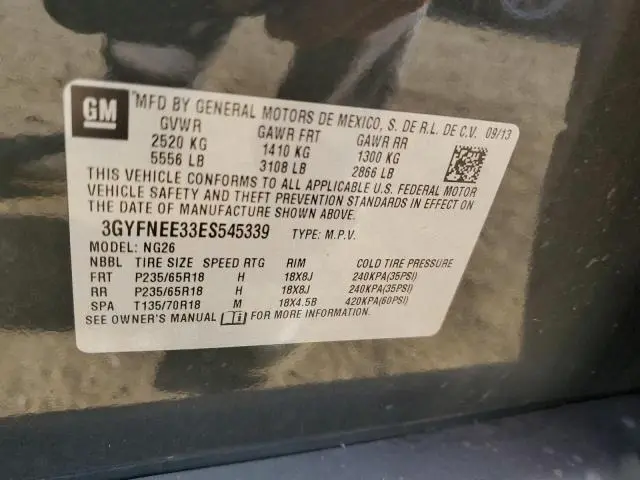 GM
MFD BY GENERAL MOTORS DE MEXICO, S. DE R.L. DE C.V. 09/13
GVWR GAWR FRT GAWR RR
2520 KG 1410 KG 1300 KG
5556 LB 3108 LB 2866 LB
THIS VEHICLE CONFORMS TO ALL APPLICABLE U.S. FEDERAL MOTOR
VEHICLE SAFETY AND THEFT PREVENTION STANDARDS IN EFFECT ON
THE DATE OF MANUFACTURE SHOWN ABOVE.
3GYFNEE33ES545339 TYPE: M.P.V.
MODEL: NG26
NBBL TIRE SIZE SPEED RTG RIM COLD TIRE PRESSURE
FRT P235/65R18 H 18X8J 240KPA(35PSI)
RR P235/65R18 H 18X8J 240KPA(35PSI)
SPA T135/70R18 M 18X4.5B 420KPA(60PSI)
SEE OWNER'S MANUAL FOR MORE INFORMATION.